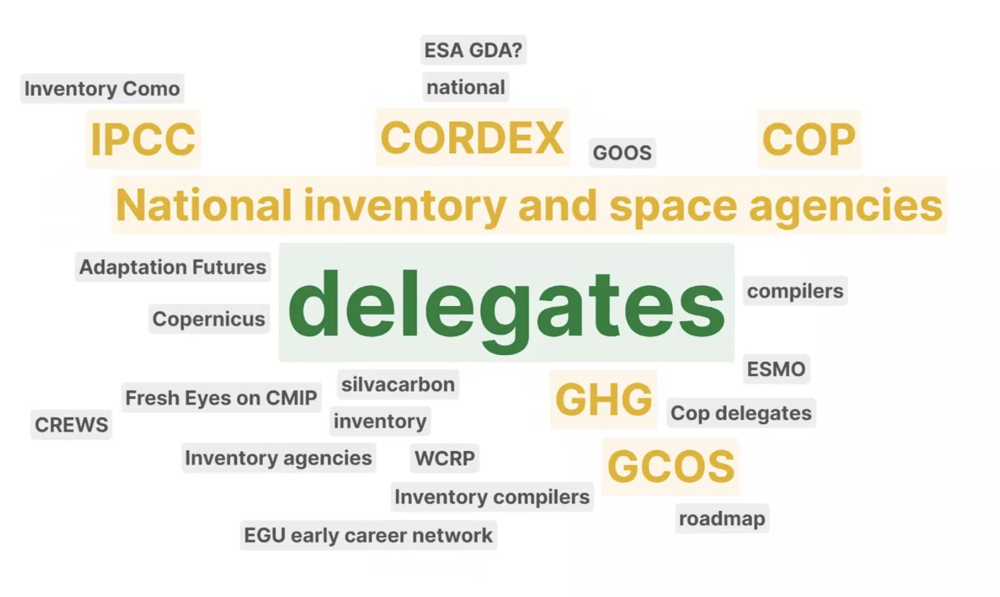 ESA GDA?
Inventory Como
national
IPCC
CORDEX
GOOS
COP
National inventory and space agencies
Adaptation Futures
delegates
compilers
Copernicus
ESMO
silvacarbon
Fresh Eyes on CMIP
GHG
Cop delegates
CREWS
inventory
Inventory agencies
WCRP
GCOS
Inventory compilers
roadmap
EGU early career network